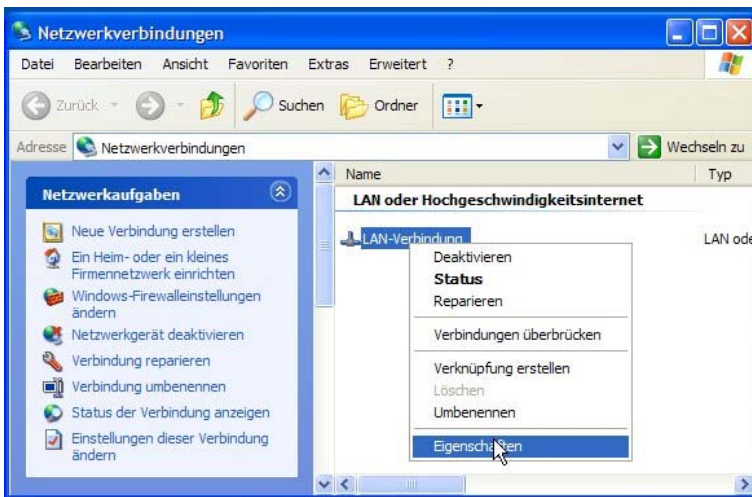 Netzwerkverbindungen
Datei Bearbeiten Ansicht Favoriten Extras Erweitert ?
Zurück Suchen Ordner
Adresse Netzwerkverbindungen Wechseln zu
Netzwerkaufgaben
Neue Verbindung erstellen
Ein Heim- oder ein kleines
Firmennetzwerk einrichten
Windows-Firewalleinstellungen
ändern
Netzwerkgerät deaktivieren
Verbindung reparieren
Verbindung umbenennen
Status der Verbindung anzeigen
Einstellungen dieser Verbindung
ändern
Name Typ
LAN oder Hochgeschwindigkeitsinternet
LAN-Verbindung LAN ode
Deaktivieren
Status
Reparieren
Verbindungen überbrücken
Verknüpfung erstellen
Löschen
Umbenennen
Eigenschaften